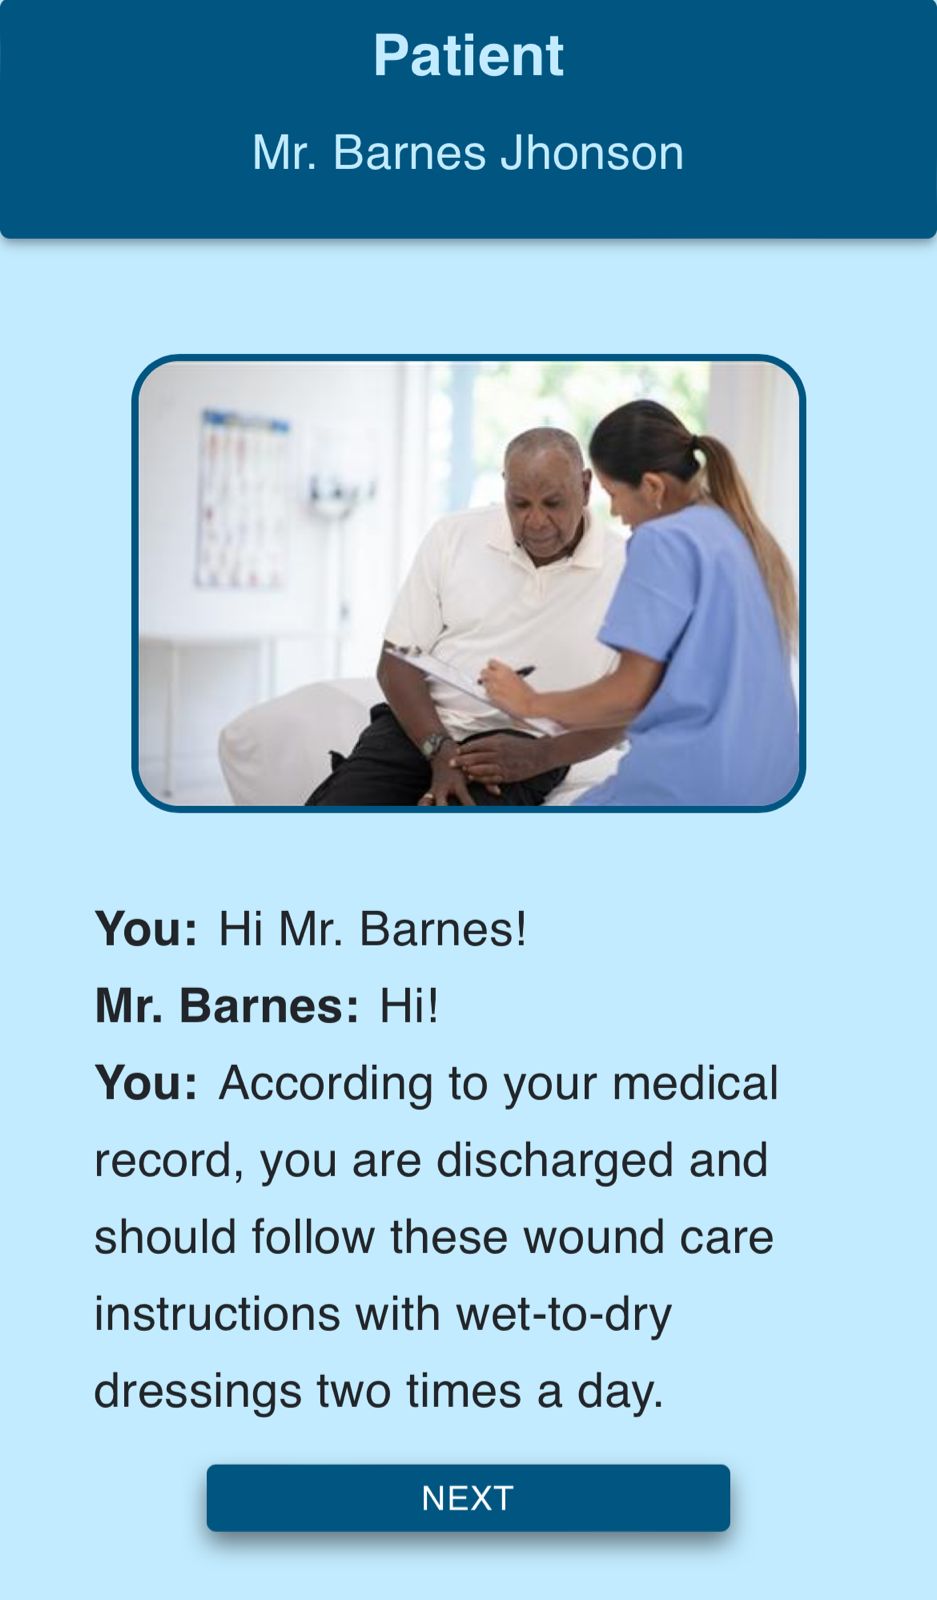 Patient
Mr. Barnes Jhonson
You: Hi Mr. Barnes!
Mr. Barnes: Hi!
You: According to your medical
record, you are discharged and
should follow these wound care
instructions with wet-to-dry
dressings two times a day.
NEXT